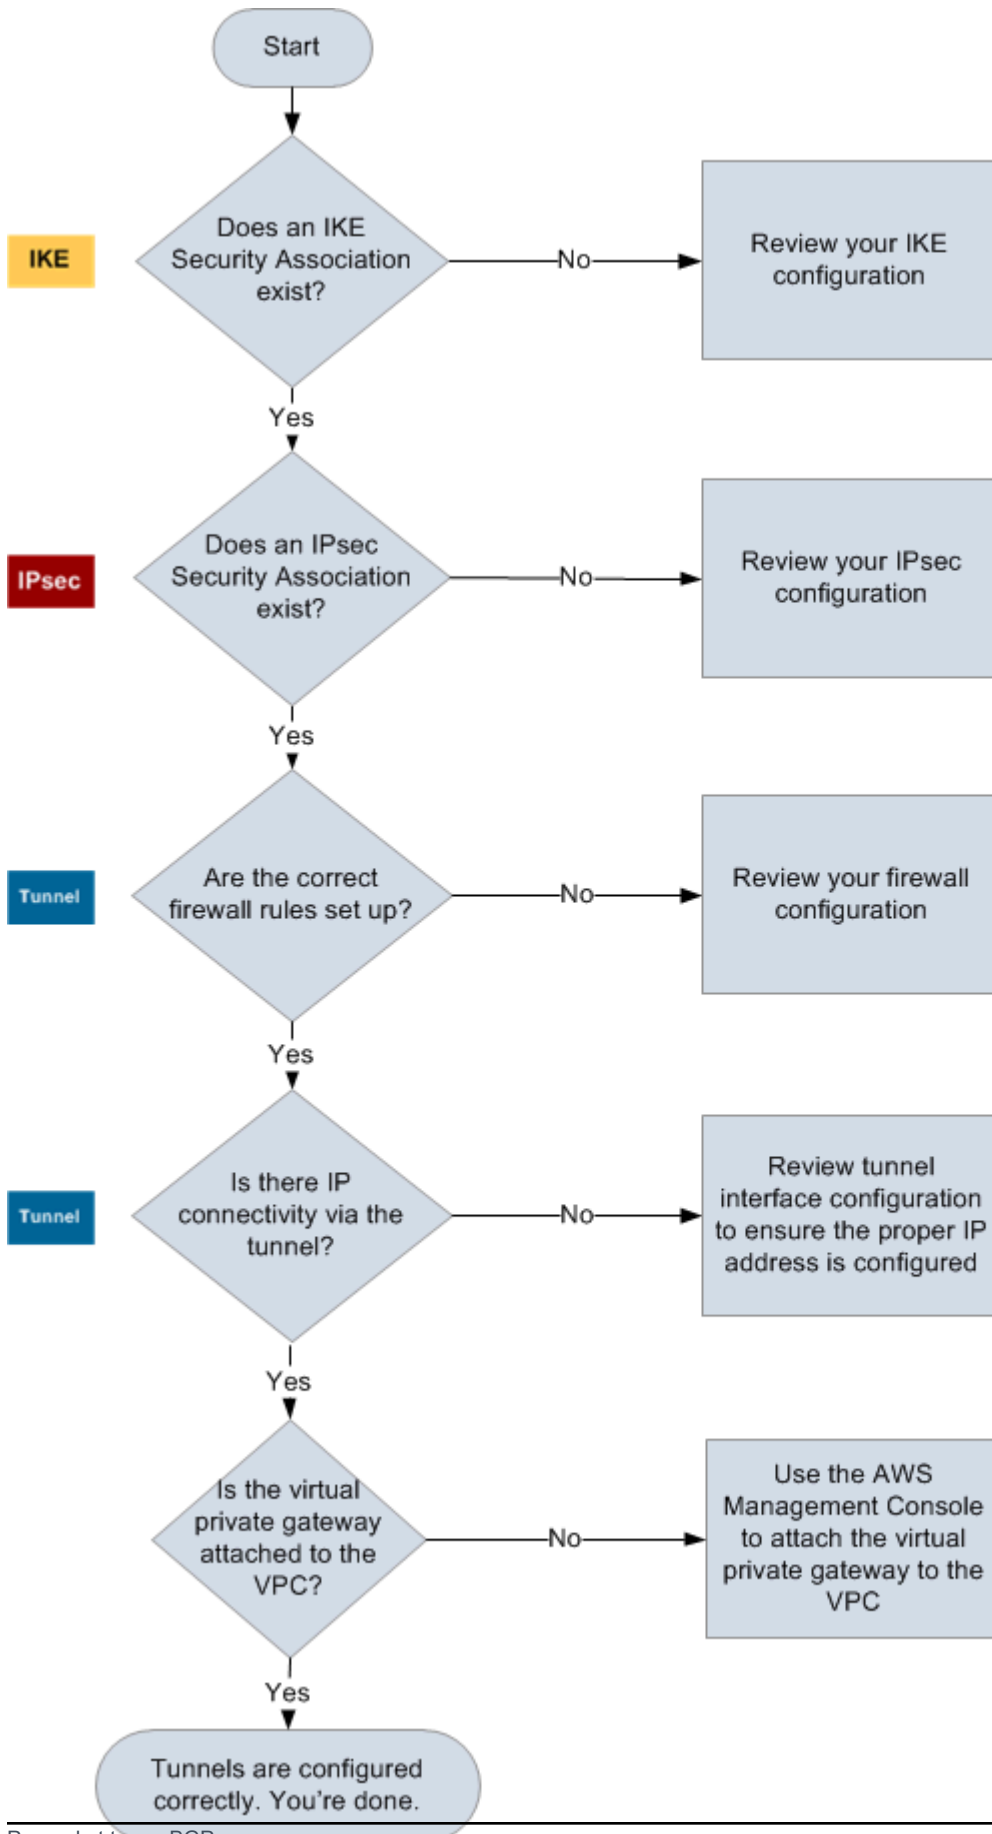 Start
Does an IKE
Security Association
exist?
IKE
No
Review your IKE
configuration
Yes
Does an IPsec
Security Association
exist?
IPsec
No
Review your IPsec
configuration
Yes
Are the correct
firewall rules set up?
Tunnel
No
Review your firewall
configuration
Yes
Is there IP
connectivity via the
tunnel?
Tunnel
No
Review tunnel
interface configuration
to ensure the proper IP
address is configured
Yes
Is the virtual
private gateway
attached to the
VPC?
No
Use the AWS
Management Console
to attach the virtual
private gateway to the
VPC
Yes
Tunnels are configured
correctly. You're done.